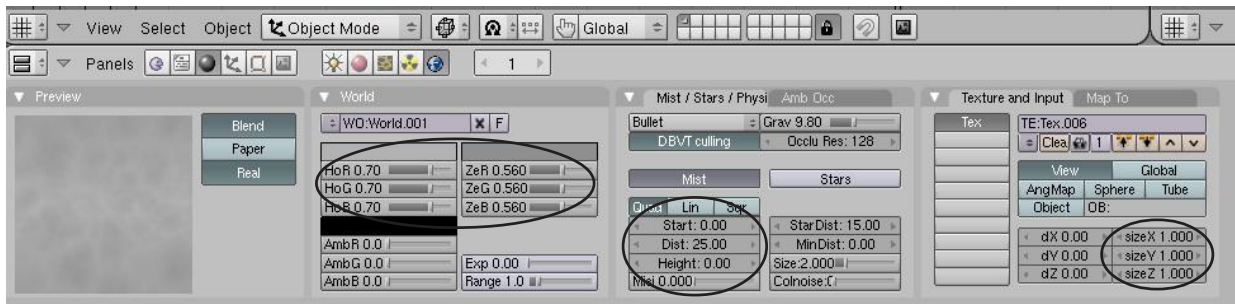 View Select Object Object Mode Global
Panels 1
Preview
Blend
Paper
Real
World
WO:World.001 X F
HoR 0.70 ZeR 0.560
HoG 0.70 ZeG 0.560
HoB 0.70 ZeB 0.560
AmbR 0.0
AmbG 0.0 Exp 0.00
AmbB 0.0 Range 1.0
Mist / Stars / Physi Amb Occ
Bullet Grav 9.80
DBVT culling Occlu Res: 128
Mist Stars
Quad Lin Sqr
Start: 0.00 StarDist: 15.00
Dist: 25.00 MinDist: 0.00
Height: 0.00 Size:2.000
Misi 0.000 Colnoise:
Texture and Input Map To
Tex TE:Tex.006
Clea 1
View Global
AngMap Sphere Tube
Object OB:
dX 0.00 sizeX 1.000
dY 0.00 sizeY 1.000
dZ 0.00 sizeZ 1.000